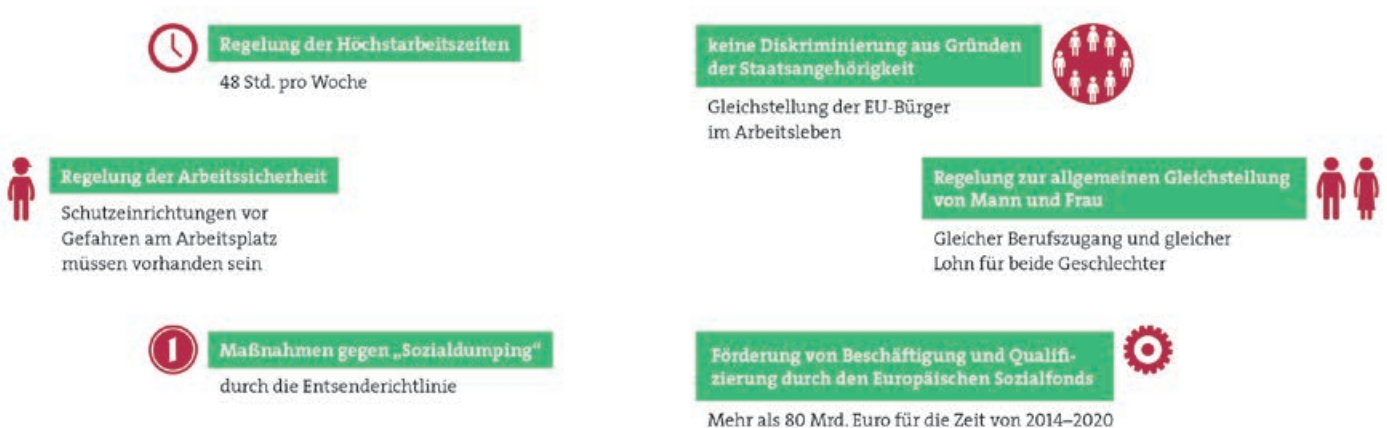 Regelung der Höchstarbeitszeiten
48 Std. pro Woche
Regelung der Arbeitssicherheit
Schutzeinrichtungen vor
Gefahren am Arbeitsplatz
müssen vorhanden sein
1
Maßnahmen gegen „Sozialdumping“
durch die Entsenderichtlinie
keine Diskriminierung aus Gründen
der Staatsangehörigkeit
Gleichstellung der EU-Bürger
im Arbeitsleben
Regelung zur allgemeinen Gleichstellung
von Mann und Frau
Gleicher Berufszugang und gleicher
Lohn für beide Geschlechter
Förderung von Beschäftigung und Qualifi-
zierung durch den Europäischen Sozialfonds
Mehr als 80 Mrd. Euro für die Zeit von 2014–2020